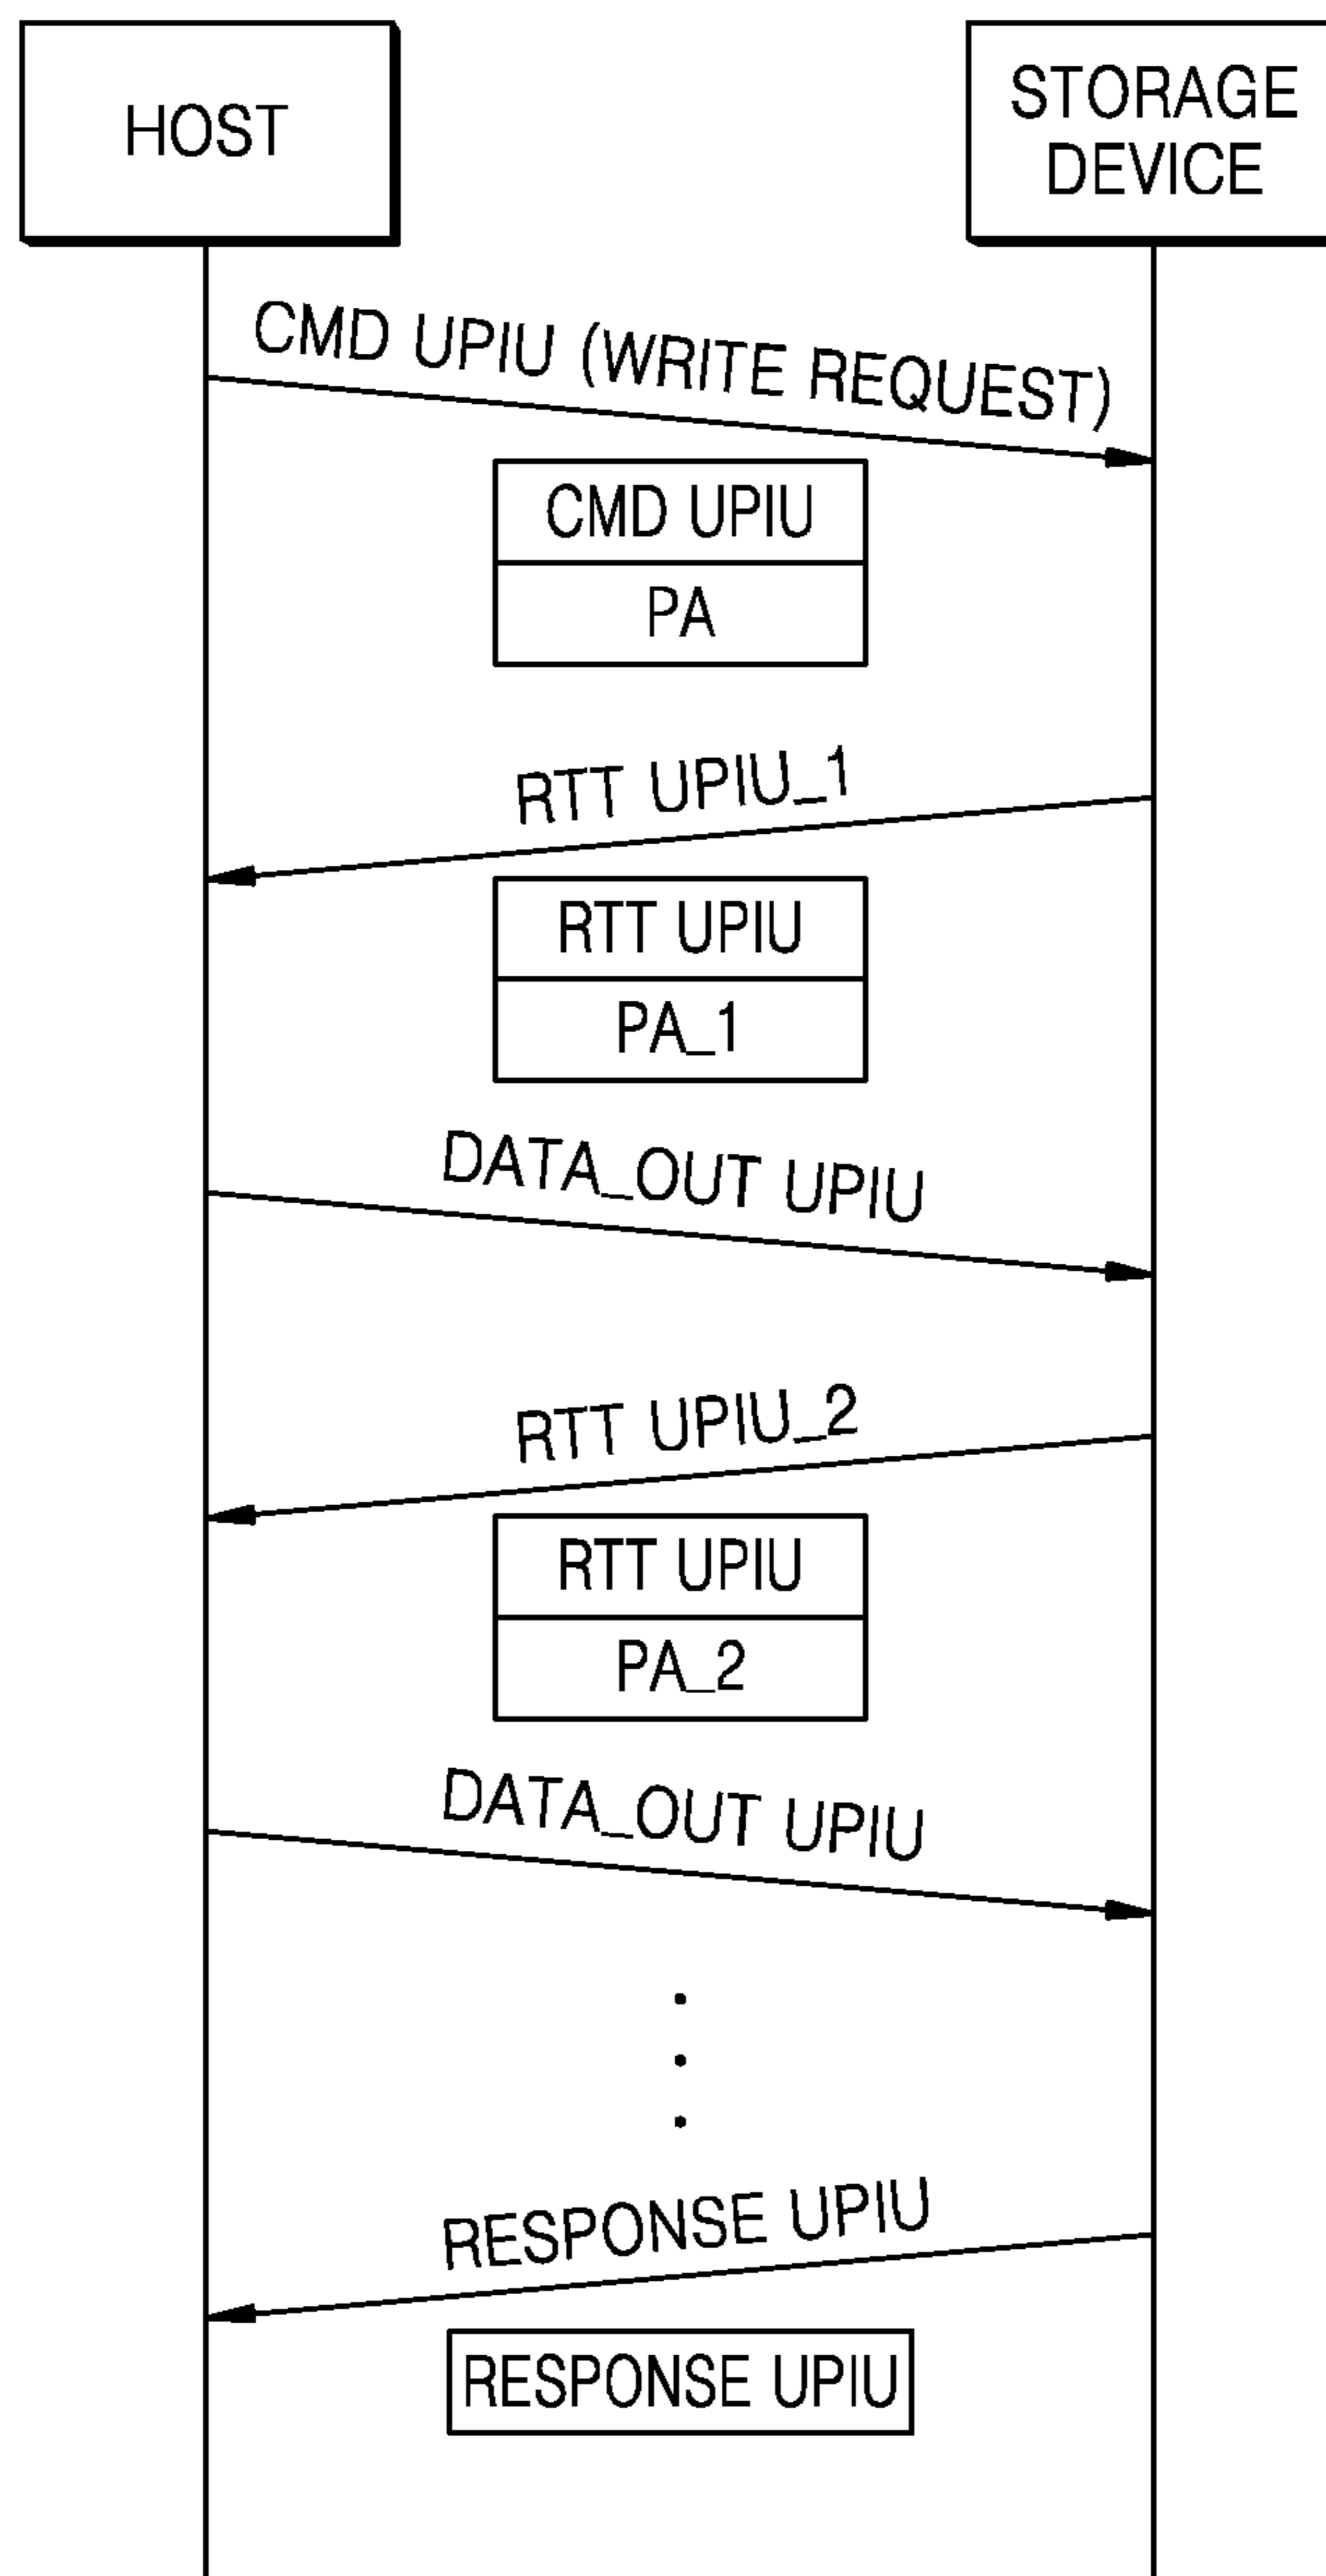 HOST
STORAGE
DEVICE
CMD UPIU (WRITE REQUEST)
CMD UPIU
PA
RTT UPIU_1
RTT UPIU
PA_1
DATA_OUT UPIU
RTT UPIU_2
RTT UPIU
PA_2
DATA_OUT UPIU
RESPONSE UPIU
RESPONSE UPIU